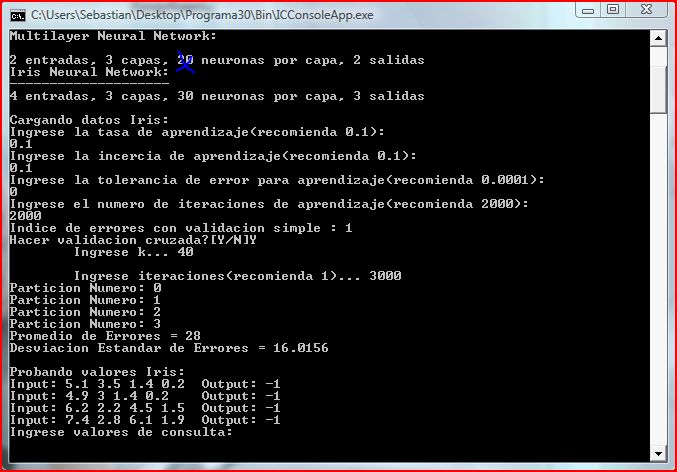 C:\Users\Sebastian\Desktop\Programa30\Bin\ICConsoleApp.exe
Multilayer Neural Network:
2 entradas, 3 capas, 20 neuronas por capa, 2 salidas
Iris Neural Network:
--------------------
4 entradas, 3 capas, 30 neuronas por capa, 3 salidas
Cargando datos Iris:
Ingrese la tasa de aprendizaje(recomienda 0.1):
0.1
Ingrese la incercia de aprendizaje(recomienda 0.1):
0.1
Ingrese la tolerancia de error para aprendizaje(recomienda 0.0001):
0
Ingrese el numero de iteraciones de aprendizaje(recomienda 2000):
2000
Indice de errores con validacion simple : 1
Hacer validacion cruzada?[Y/N]Y
Ingrese k... 40
Ingrese iteraciones(recomienda 1)... 3000
Particion Numero: 0
Particion Numero: 1
Particion Numero: 2
Particion Numero: 3
Promedio de Errores = 28
Desviacion Estandar de Errores = 16.0156
Probando valores Iris:
Input: 5.1 3.5 1.4 0.2  Output: -1
Input: 4.9 3 1.4 0.2    Output: -1
Input: 6.2 2.2 4.5 1.5  Output: -1
Input: 7.4 2.8 6.1 1.9  Output: -1
Ingrese valores de consulta: